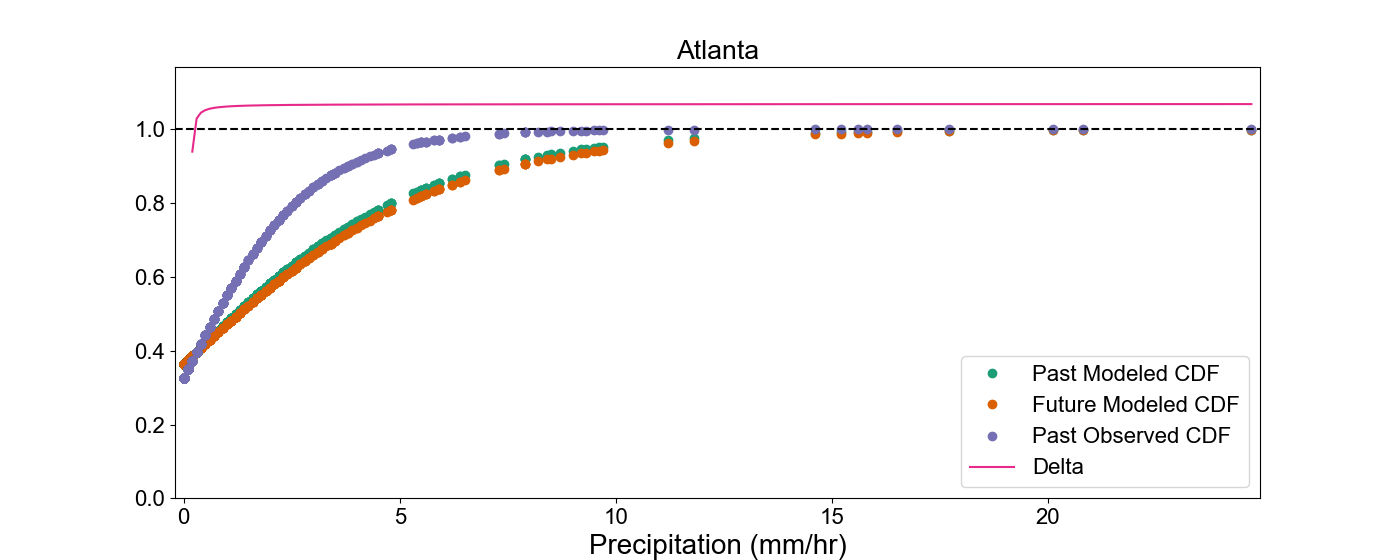 Atlanta
1.0
0.8
0.6
0.4
0.2
0.0
0 5 10 15 20
Precipitation (mm/hr)
Past Modeled CDF
Future Modeled CDF
Past Observed CDF
Delta